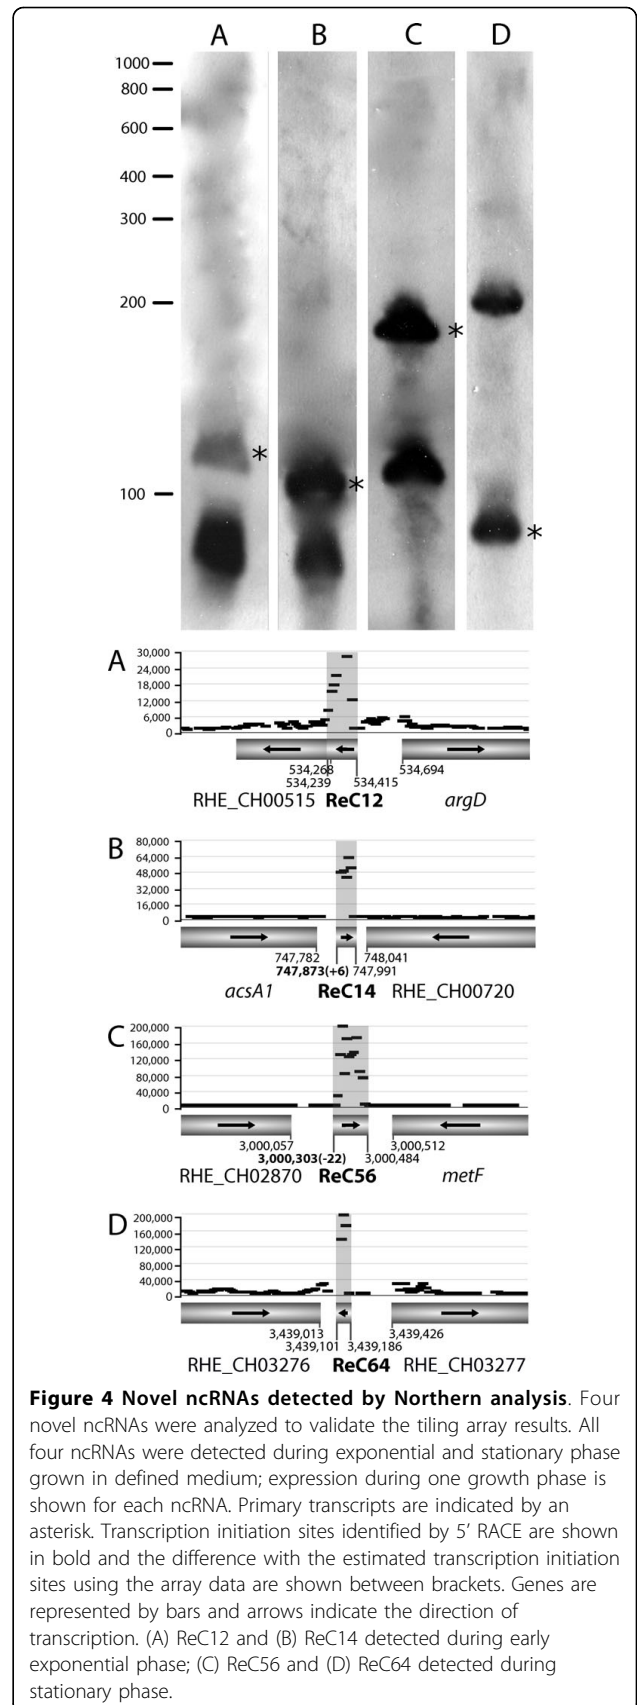 A B C D
1000
800
600
400
300
200
*
*
*
100
*
A
30,000
24,000
18,000
12,000
6,000
0
534,268
534,239 534,415 534,694
RHE_CH00515 ReC12 argD
B
80,000
64,000
48,000
32,000
16,000
0
747,782 748,041
747,873(+6) 747,991
acsA1 ReC14 RHE_CH00720
C
200,000
160,000
120,000
80,000
40,000
0
3,000,057 3,000,512
3,000,303(-22) 3,000,484
RHE_CH02870 ReC56 metF
D
200,000
160,000
120,000
80,000
40,000
0
3,439,013 3,439,426
3,439,101 3,439,186
RHE_CH03276 ReC64 RHE_CH03277
Figure 4 Novel ncRNAs detected by Northern analysis. Four
novel ncRNAs were analyzed to validate the tiling array results. All
four ncRNAs were detected during exponential and stationary phase
grown in defined medium; expression during one growth phase is
shown for each ncRNA. Primary transcripts are indicated by an
asterisk. Transcription initiation sites identified by 5’ RACE are shown
in bold and the difference with the estimated transcription initiation
sites using the array data are shown between brackets. Genes are
represented by bars and arrows indicate the direction of
transcription. (A) ReC12 and (B) ReC14 detected during early
exponential phase; (C) ReC56 and (D) ReC64 detected during
stationary phase.